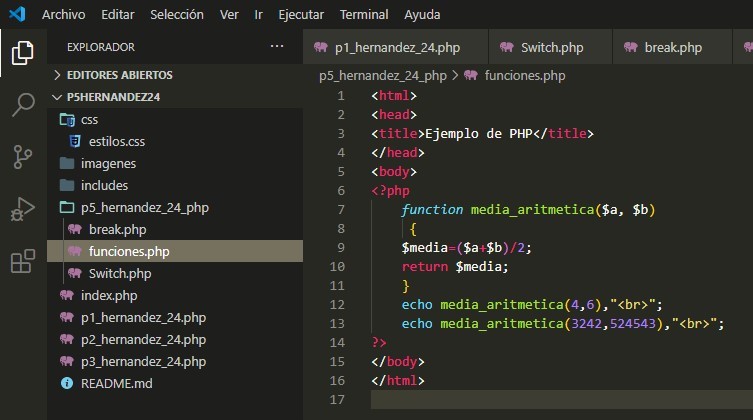 Archivo Editar Selección Ver Ir Ejecutar Terminal Ayuda
EXPLORADOR ...
EDITORES ABIERTOS
P5HERNANDEZ24
css
estilos.css
imagenes
includes
p5_hernandez_24_php
break.php
funciones.php
Switch.php
index.php
p1_hernandez_24.php
p2_hernandez_24.php
p3_hernandez_24.php
README.md
p1_hernandez_24.php Switch.php break.php
p5_hernandez_24_php > funciones.php
1 <html>
2 <head>
3 <title>Ejemplo de PHP</title>
4 </head>
5 <body>
6 <?php
7 function media_aritmetica($a, $b)
8 {
9 $media=($a+$b)/2;
10 return $media;
11 }
12 echo media_aritmetica(4,6),"<br>";
13 echo media_aritmetica(3242,524543),"<br>";
14 ?>
15 </body>
16 </html>
17